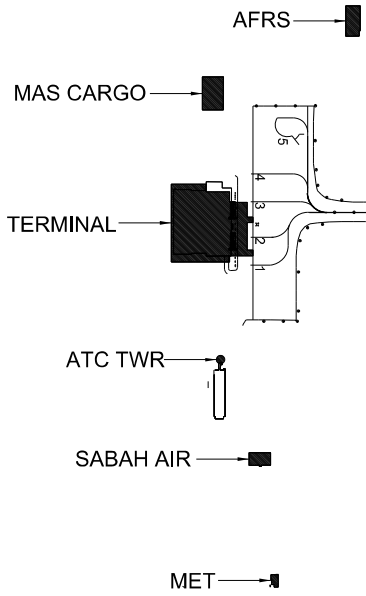 AFRS
MAS CARGO
5
4
3
TERMINAL
2
1
ATC TWR
SABAH AIR
MET